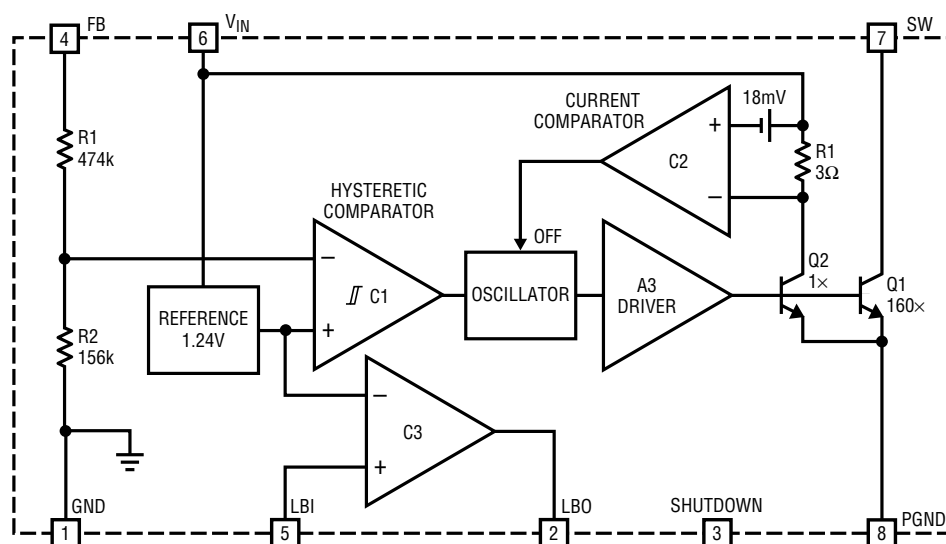 4 FB
6 VIN
7 SW
18mV
CURRENT
COMPARATOR
+
C2
−
R1
3Ω
R1
474k
HYSTERETIC
COMPARATOR
OFF
−
C1
+
OSCILLATOR
A3
DRIVER
Q2
1×
Q1
160×
REFERENCE
1.24V
R2
156k
−
C3
+
GND
1
LBI
5
LBO
2
SHUTDOWN
3
PGND
8